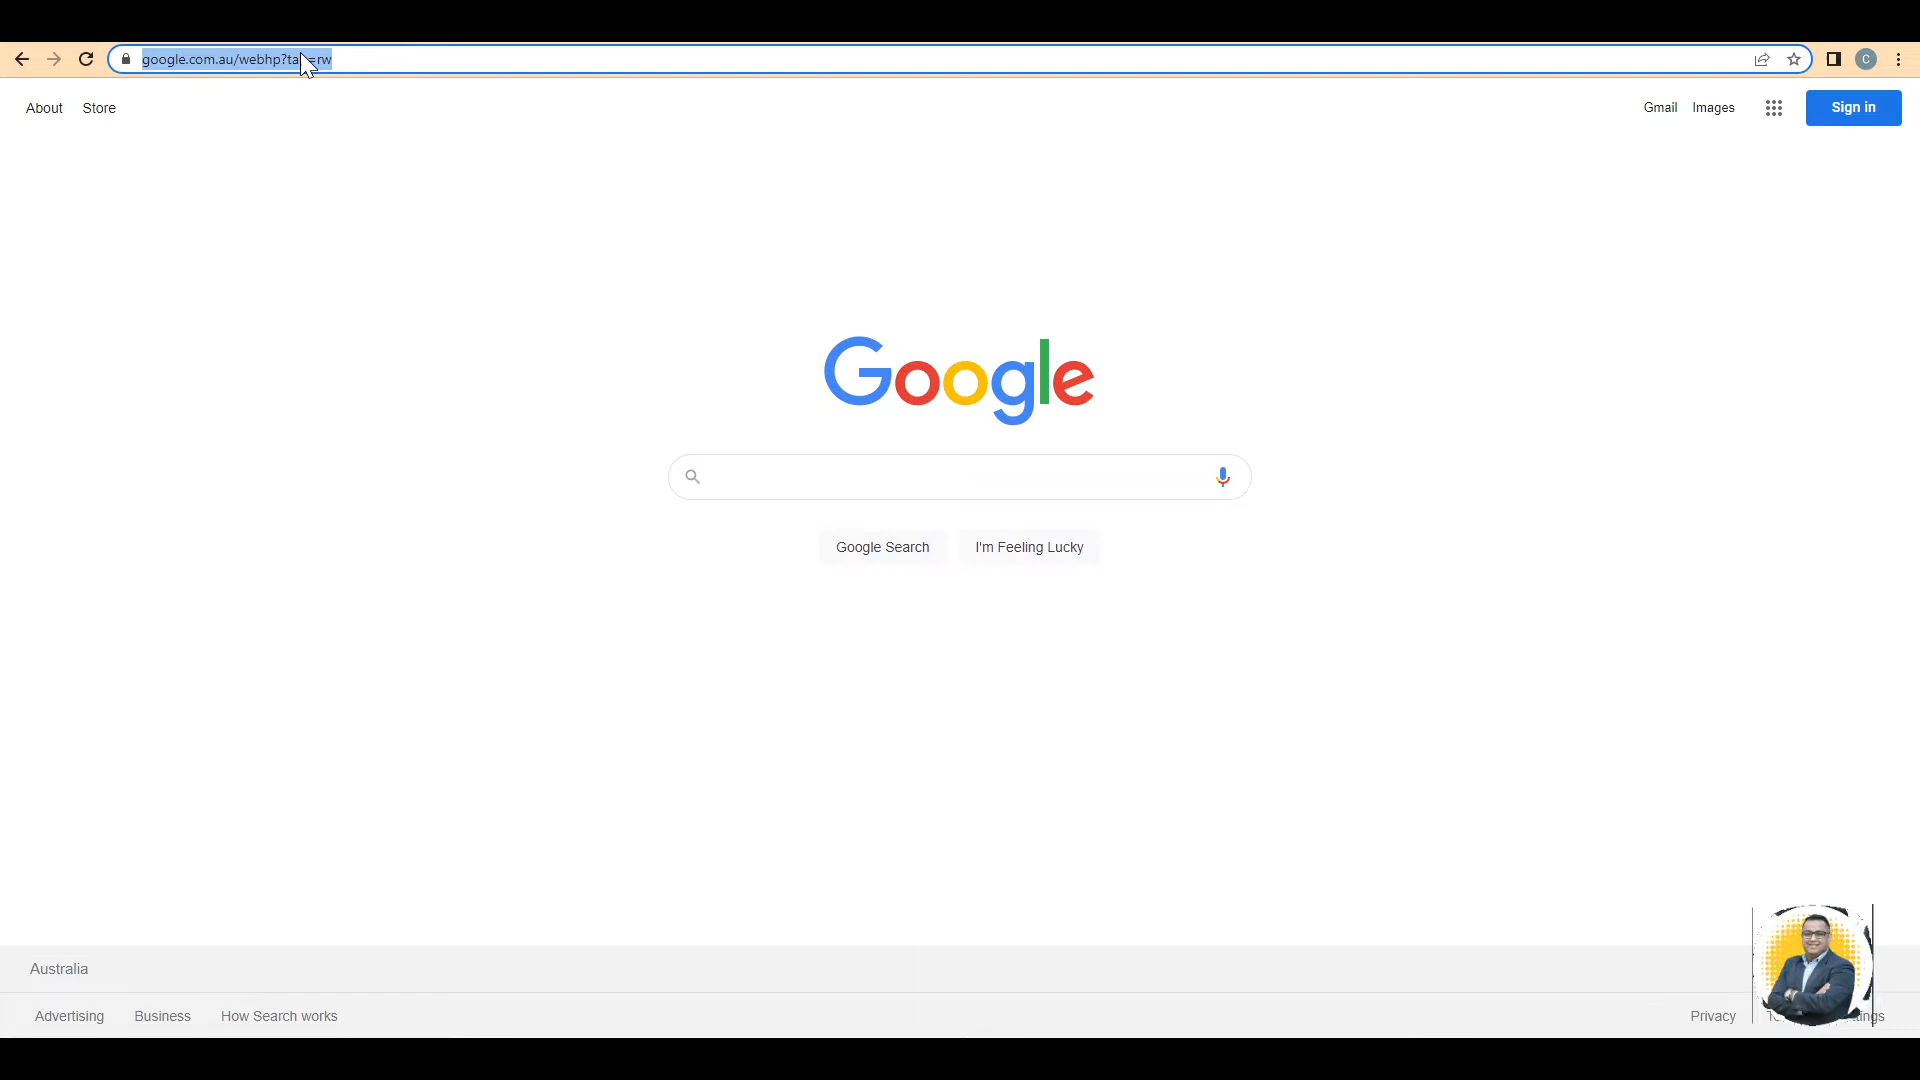 google.com.au/webhp?tab=rw
C
About Store
Gmail Images Sign in
Google
Google Search I'm Feeling Lucky
Australia
Advertising Business How Search works
Privacy